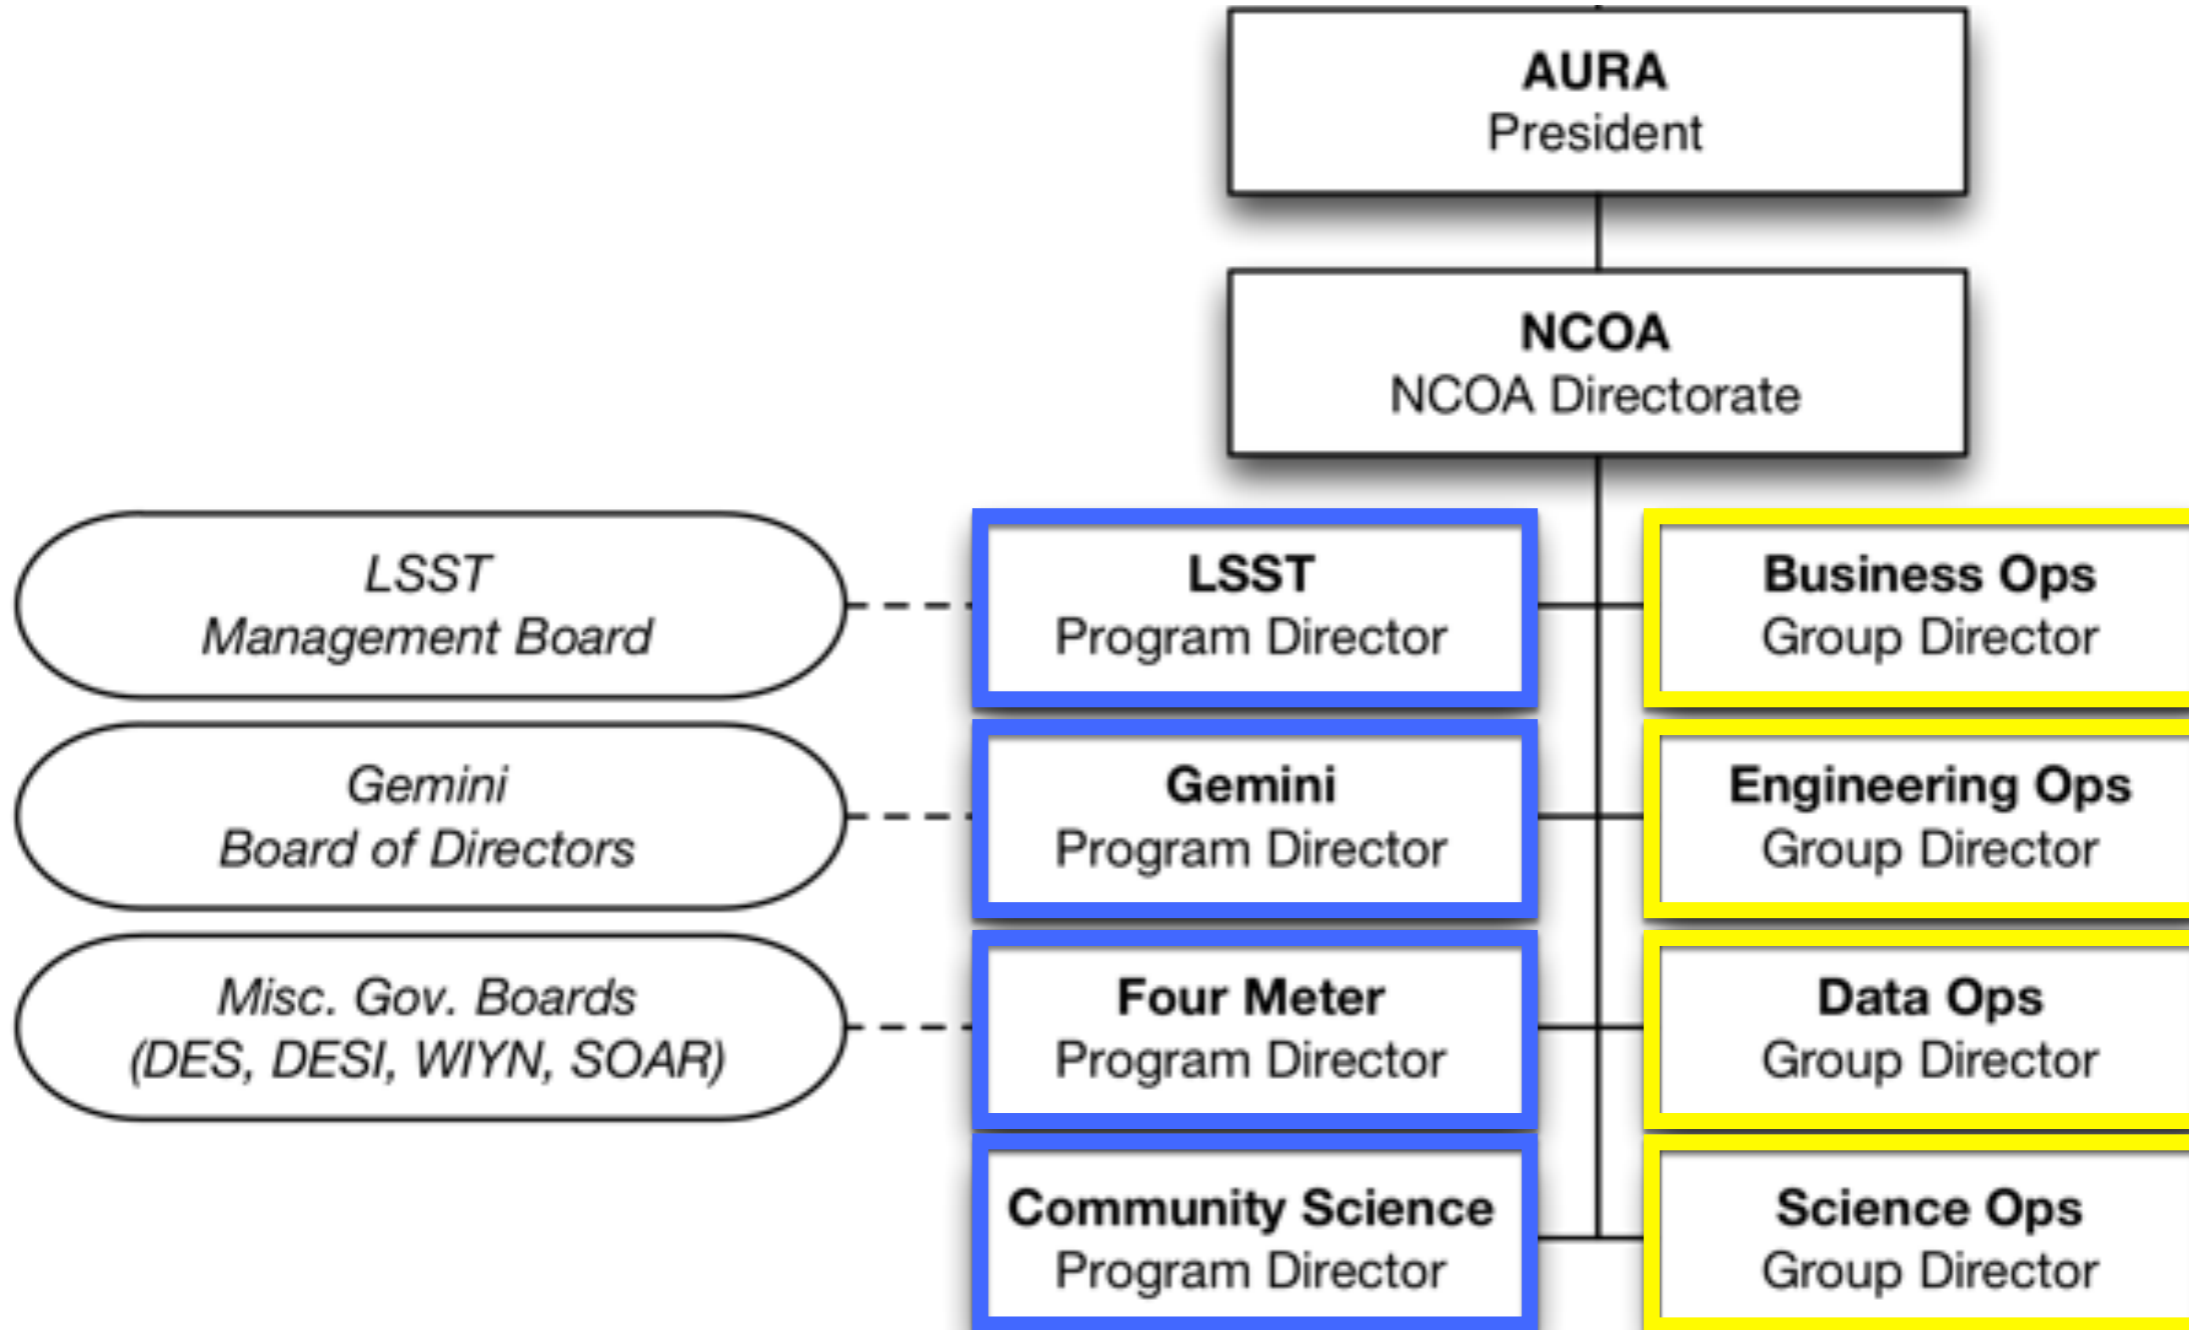 AURA
President
NCOA
NCOA Directorate
LSST
Management Board
LSST
Program Director
Business Ops
Group Director
Gemini
Board of Directors
Gemini
Program Director
Engineering Ops
Group Director
Misc. Gov. Boards
(DES, DESI, WIYN, SOAR)
Four Meter
Program Director
Data Ops
Group Director
Community Science
Program Director
Science Ops
Group Director